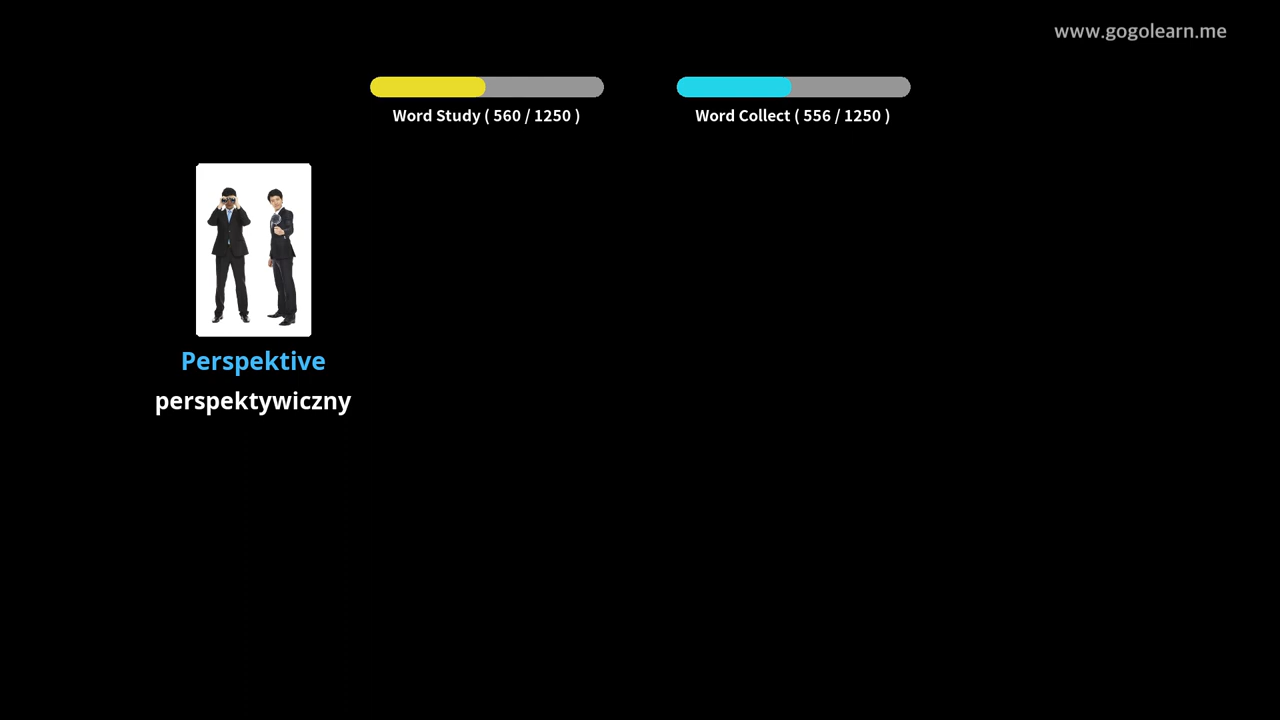 www.gogolearn.me
Word Study ( 560 / 1250 )
Word Collect ( 556 / 1250 )
Perspektive
perspektywiczny